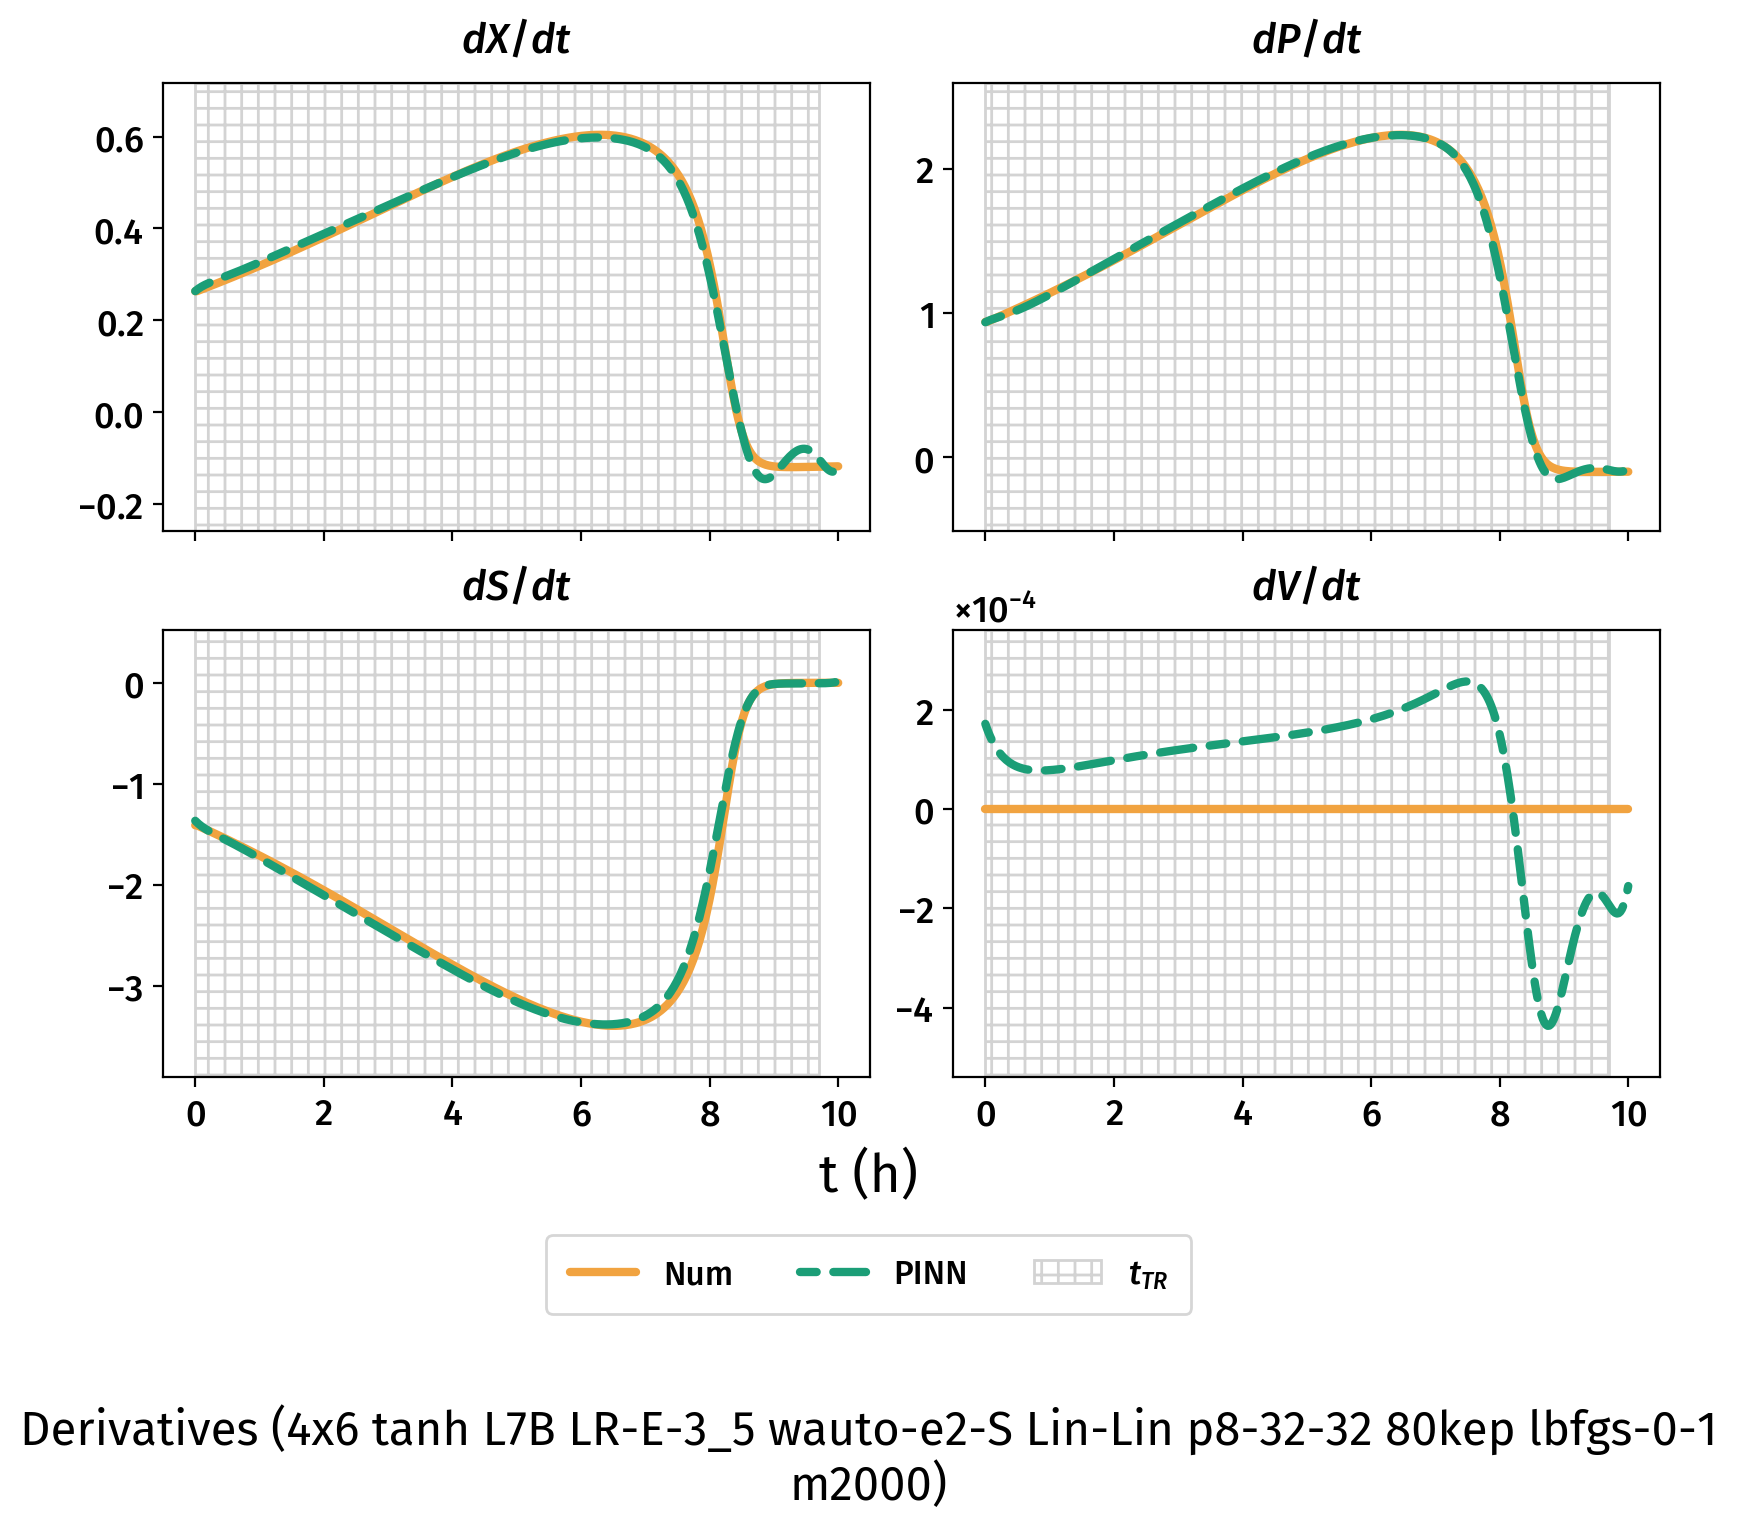 dX/dt
dP/dt
0.6
0.4
0.2
0.0
−0.2
2
1
0
dS/dt
dV/dt
×10⁻⁴
0
−1
−2
−3
2
0
−2
−4
0 2 4 6 8 10
0 2 4 6 8 10
t (h)
Num PINN t_TR
Derivatives (4x6 tanh L7B LR-E-3_5 wauto-e2-S Lin-Lin p8-32-32 80kep lbfgs-0-1
m2000)